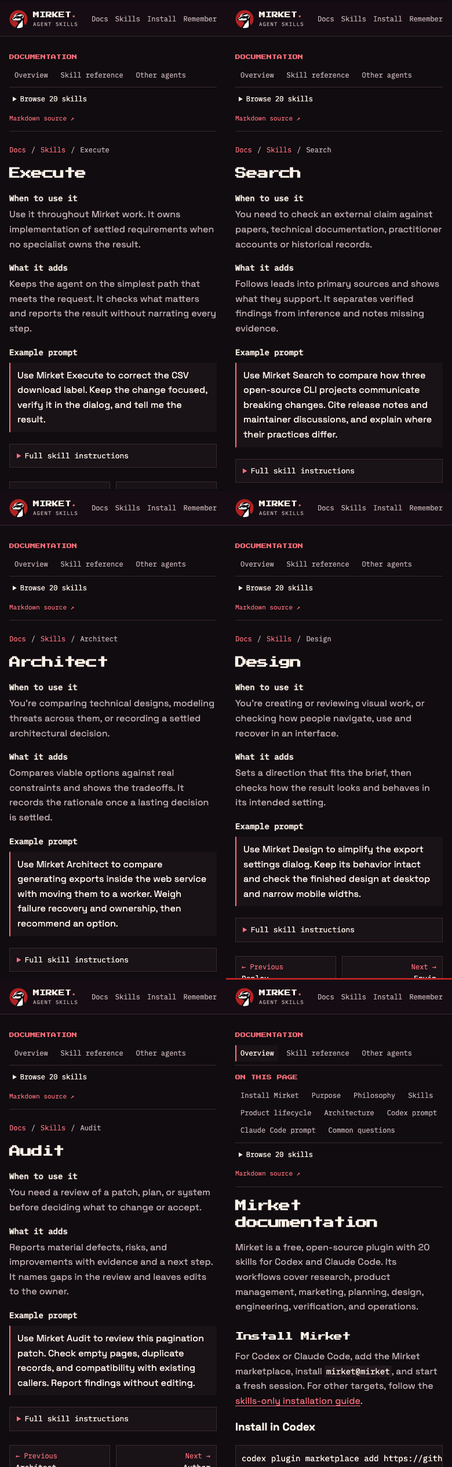 MIRKET.
AGENT SKILLS
Docs Skills Install Remember
DOCUMENTATION
Overview Skill reference Other agents
▶ Browse 20 skills
Markdown source ↗
Docs / Skills / Execute
Execute
When to use it
Use it throughout Mirket work. It owns
implementation of settled requirements when
no specialist owns the result.
What it adds
Keeps the agent on the simplest path that
meets the request. It checks what matters
and reports the result without narrating every
step.
Example prompt
Use Mirket Execute to correct the CSV
download label. Keep the change focused,
verify it in the dialog, and tell me the
result.
▶ Full skill instructions
MIRKET.
AGENT SKILLS
Docs Skills Install Remember
DOCUMENTATION
Overview Skill reference Other agents
▶ Browse 20 skills
Markdown source ↗
Docs / Skills / Search
Search
When to use it
You need to check an external claim against
papers, technical documentation, practitioner
accounts or historical records.
What it adds
Follows leads into primary sources and shows
what they support. It separates verified
findings from inference and notes missing
evidence.
Example prompt
Use Mirket Search to compare how three
open-source CLI projects communicate
breaking changes. Cite release notes and
maintainer discussions, and explain where
their practices differ.
▶ Full skill instructions
MIRKET.
AGENT SKILLS
Docs Skills Install Remember
DOCUMENTATION
Overview Skill reference Other agents
▶ Browse 20 skills
Markdown source ↗
Docs / Skills / Architect
Architect
When to use it
You're comparing technical designs, modeling
threats across them, or recording a settled
architectural decision.
What it adds
Compares viable options against real
constraints and shows the tradeoffs. It
records the rationale once a lasting decision
is settled.
Example prompt
Use Mirket Architect to compare
generating exports inside the web service
with moving them to a worker. Weigh
failure recovery and ownership, then
recommend an option.
▶ Full skill instructions
MIRKET.
AGENT SKILLS
Docs Skills Install Remember
DOCUMENTATION
Overview Skill reference Other agents
▶ Browse 20 skills
Markdown source ↗
Docs / Skills / Design
Design
When to use it
You're creating or reviewing visual work, or
checking how people navigate, use and
recover in an interface.
What it adds
Sets a direction that fits the brief, then
checks how the result looks and behaves in
its intended setting.
Example prompt
Use Mirket Design to simplify the export
settings dialog. Keep its behavior intact
and check the finished design at desktop
and narrow mobile widths.
▶ Full skill instructions
← Previous
Next →
MIRKET.
AGENT SKILLS
Docs Skills Install Remember
DOCUMENTATION
Overview Skill reference Other agents
▶ Browse 20 skills
Markdown source ↗
Docs / Skills / Audit
Audit
When to use it
You need a review of a patch, plan, or system
before deciding what to change or accept.
What it adds
Reports material defects, risks, and
improvements with evidence and a next step.
It names gaps in the review and leaves edits
to the owner.
Example prompt
Use Mirket Audit to review this pagination
patch. Check empty pages, duplicate
records, and compatibility with existing
callers. Report findings without editing.
▶ Full skill instructions
← Previous
Next →
MIRKET.
AGENT SKILLS
Docs Skills Install Remember
DOCUMENTATION
Overview Skill reference Other agents
ON THIS PAGE
Install Mirket Purpose Philosophy Skills
Product lifecycle Architecture Codex prompt
Claude Code prompt Common questions
▶ Browse 20 skills
Markdown source ↗
Mirket
documentation
Mirket is a free, open-source plugin with 20
skills for Codex and Claude Code. Its
workflows cover research, product
management, marketing, planning, design,
engineering, verification, and operations.
Install Mirket
For Codex or Claude Code, add the Mirket
marketplace, install mirket@mirket, and start
a fresh session. For other targets, follow the
skills-only installation guide.
Install in Codex
codex plugin marketplace add https://gith